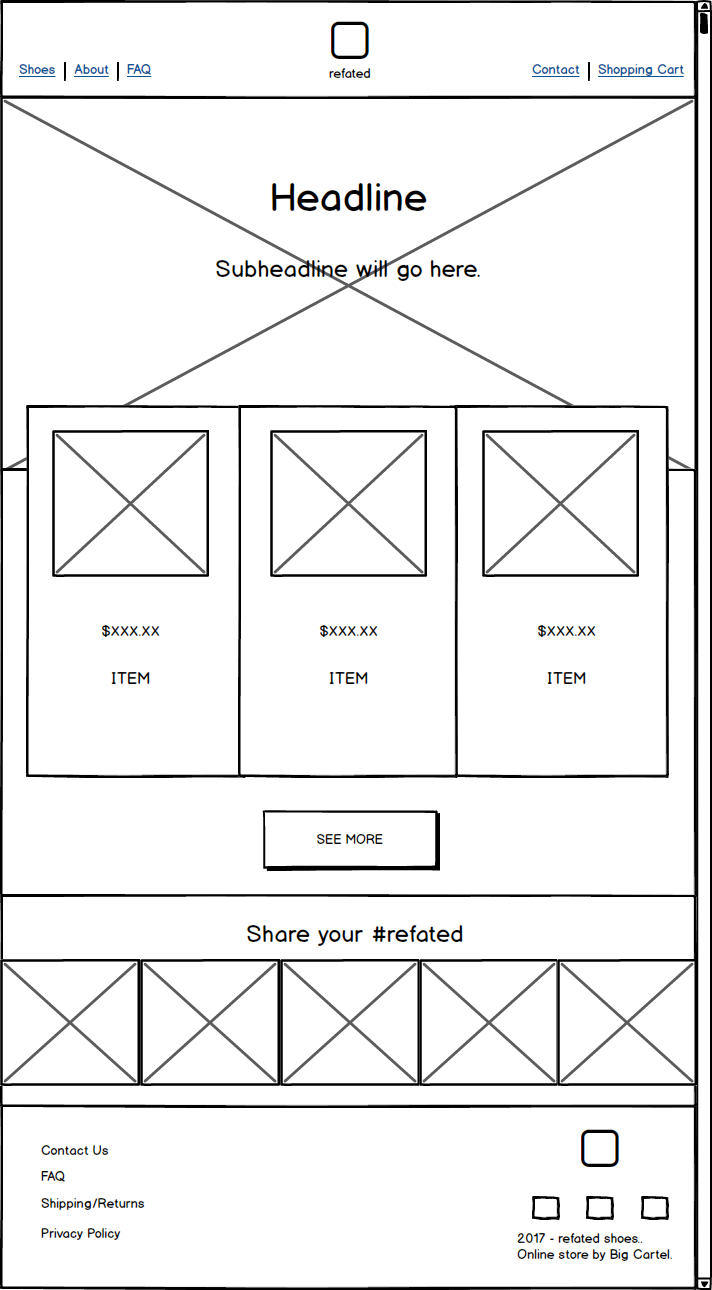 Shoes | About | FAQ
refated
Contact | Shopping Cart
Headline
Subheadline will go here.
$XXX.XX
ITEM
$XXX.XX
ITEM
$XXX.XX
ITEM
SEE MORE
Share your #refated
Contact Us
FAQ
Shipping/Returns
Privacy Policy
2017 - refated shoes..
Online store by Big Cartel.